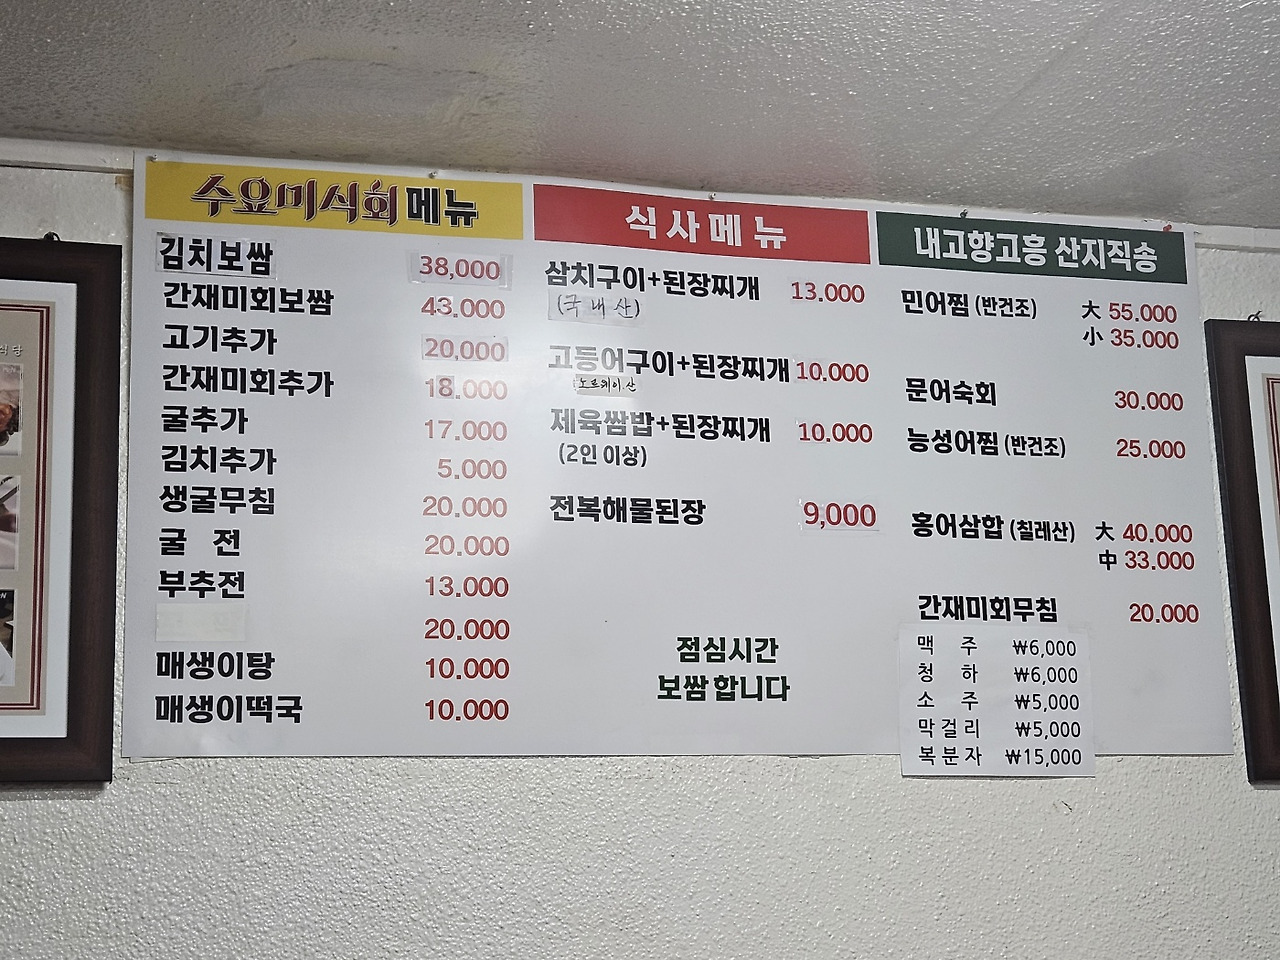 수요미식회 메뉴
김치보쌈 38,000
간재미회보쌈 43.000
고기추가 20,000
간재미회추가 18.000
굴추가 17.000
김치추가 5.000
생굴무침 20.000
굴 전 20.000
부추전 13.000
20.000
매생이탕 10.000
매생이떡국 10.000
식사메뉴
삼치구이+된장찌개 13.000
(국내산)
고등어구이+된장찌개 10.000
노르웨이.산
제육쌈밥+된장찌개 10.000
(2인 이상)
전복해물된장 9,000
점심시간
보쌈합니다
내고향고흥 산지직송
민어찜 (반건조) 大 55.000
小 35.000
문어숙회 30.000
능성어찜 (반건조) 25.000
홍어삼합 (칠레산) 大 40.000
中 33.000
간재미회무침 20.000
맥 주 ₩6,000
청 하 ₩6,000
소 주 ₩5,000
막걸리 ₩5,000
복분자 ₩15,000